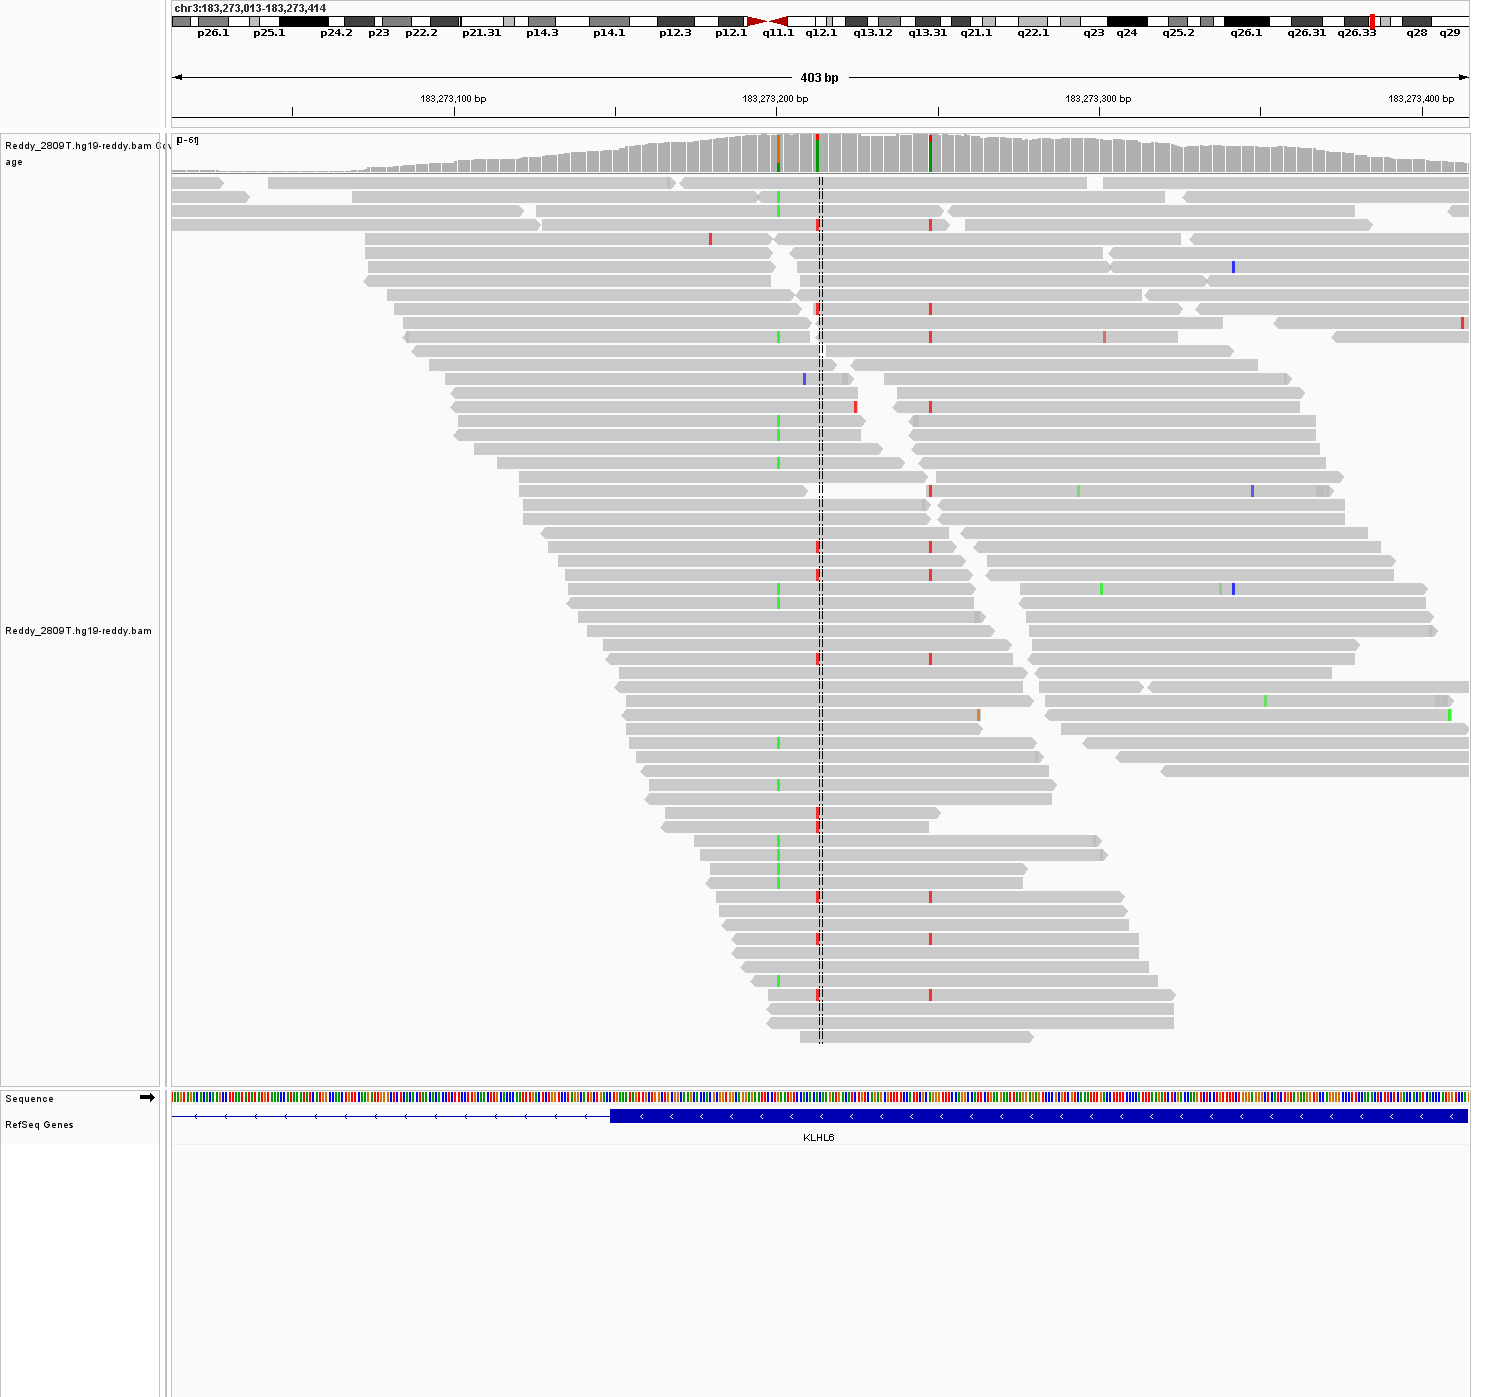 chr3:183,273,013-183,273,414
p26.1 p25.1 p24.2 p23 p22.2 p21.31 p14.3 p14.1 p12.3 p12.1 q11.1 q12.1 q13.12 q13.31 q21.1 q22.1 q23 q24 q25.2 q26.1 q26.31 q26.33 q28 q29
403 bp
183,273,100 bp 183,273,200 bp 183,273,300 bp 183,273,400 bp
[0-61]
Reddy_2809T.hg19-reddy.bam Cov
age
Reddy_2809T.hg19-reddy.bam
Sequence
RefSeq Genes
KLHL6